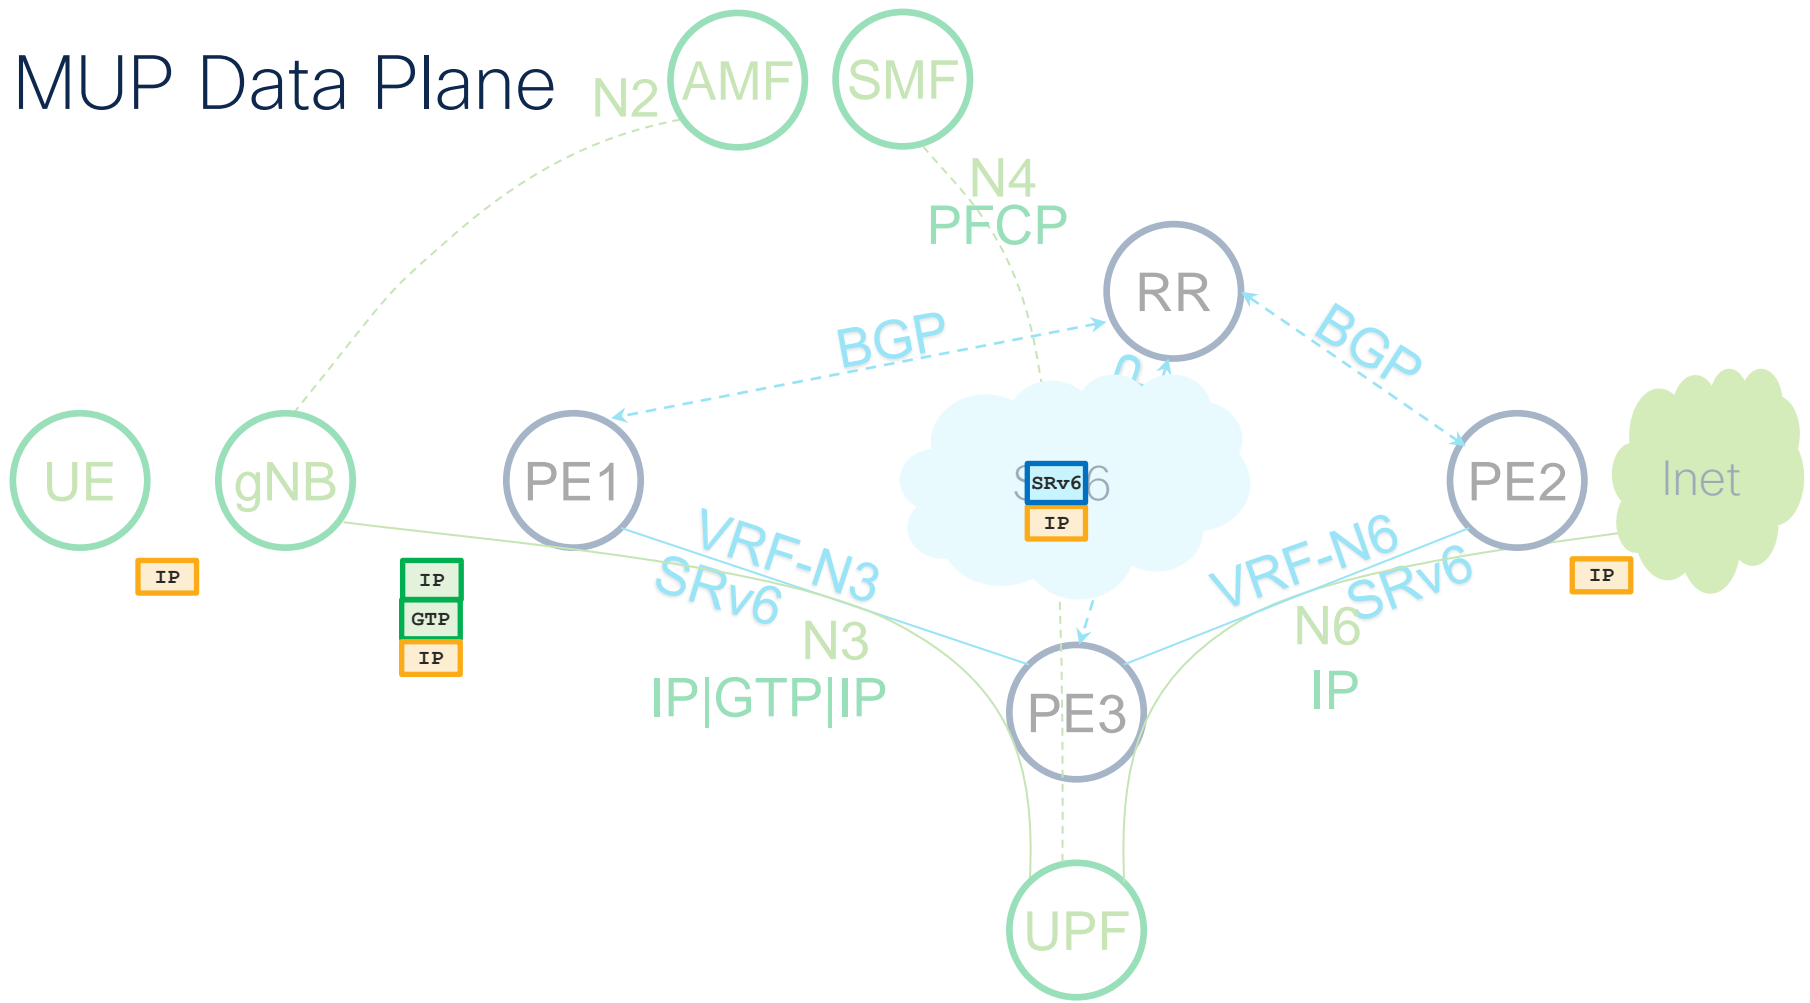 MUP Data Plane
N2
AMF
SMF
N4
PFCP
RR
BGP
BGP
UE
gNB
PE1
SRv6
IP
PE2
Inet
VRF-N3
SRv6
VRF-N6
SRv6
IP
IP
GTP
IP
IP
N3
IP|GTP|IP
N6
IP
PE3
UPF